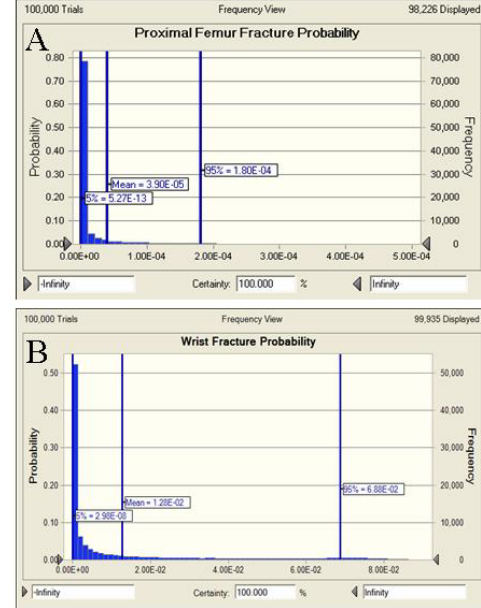 100,000 Trials Frequency View 98,226 Displayed
A Proximal Femur Fracture Probability
0.80 80,000
0.70 70,000
0.60 60,000
0.50 50,000
0.40 40,000
0.30 30,000
0.20 20,000
0.10 10,000
0.00 0
Probability
Frequency
95% = 1.80E-04
Mean = 3.90E-05
5% = 5.27E-13
0.00E+00 1.00E-04 2.00E-04 3.00E-04 4.00E-04 5.00E-04
-Infinity Certainty: 100.000 % Infinity
100,000 Trials Frequency View 99,935 Displayed
B Wrist Fracture Probability
0.50 50,000
0.40 40,000
0.30 30,000
0.20 20,000
0.10 10,000
0.00 0
Probability
Frequency
95% = 6.88E-02
Mean = 1.28E-02
5% = 2.98E-08
0.00E+00 2.00E-02 4.00E-02 6.00E-02 8.00E-02
-Infinity Certainty: 100.000 % Infinity